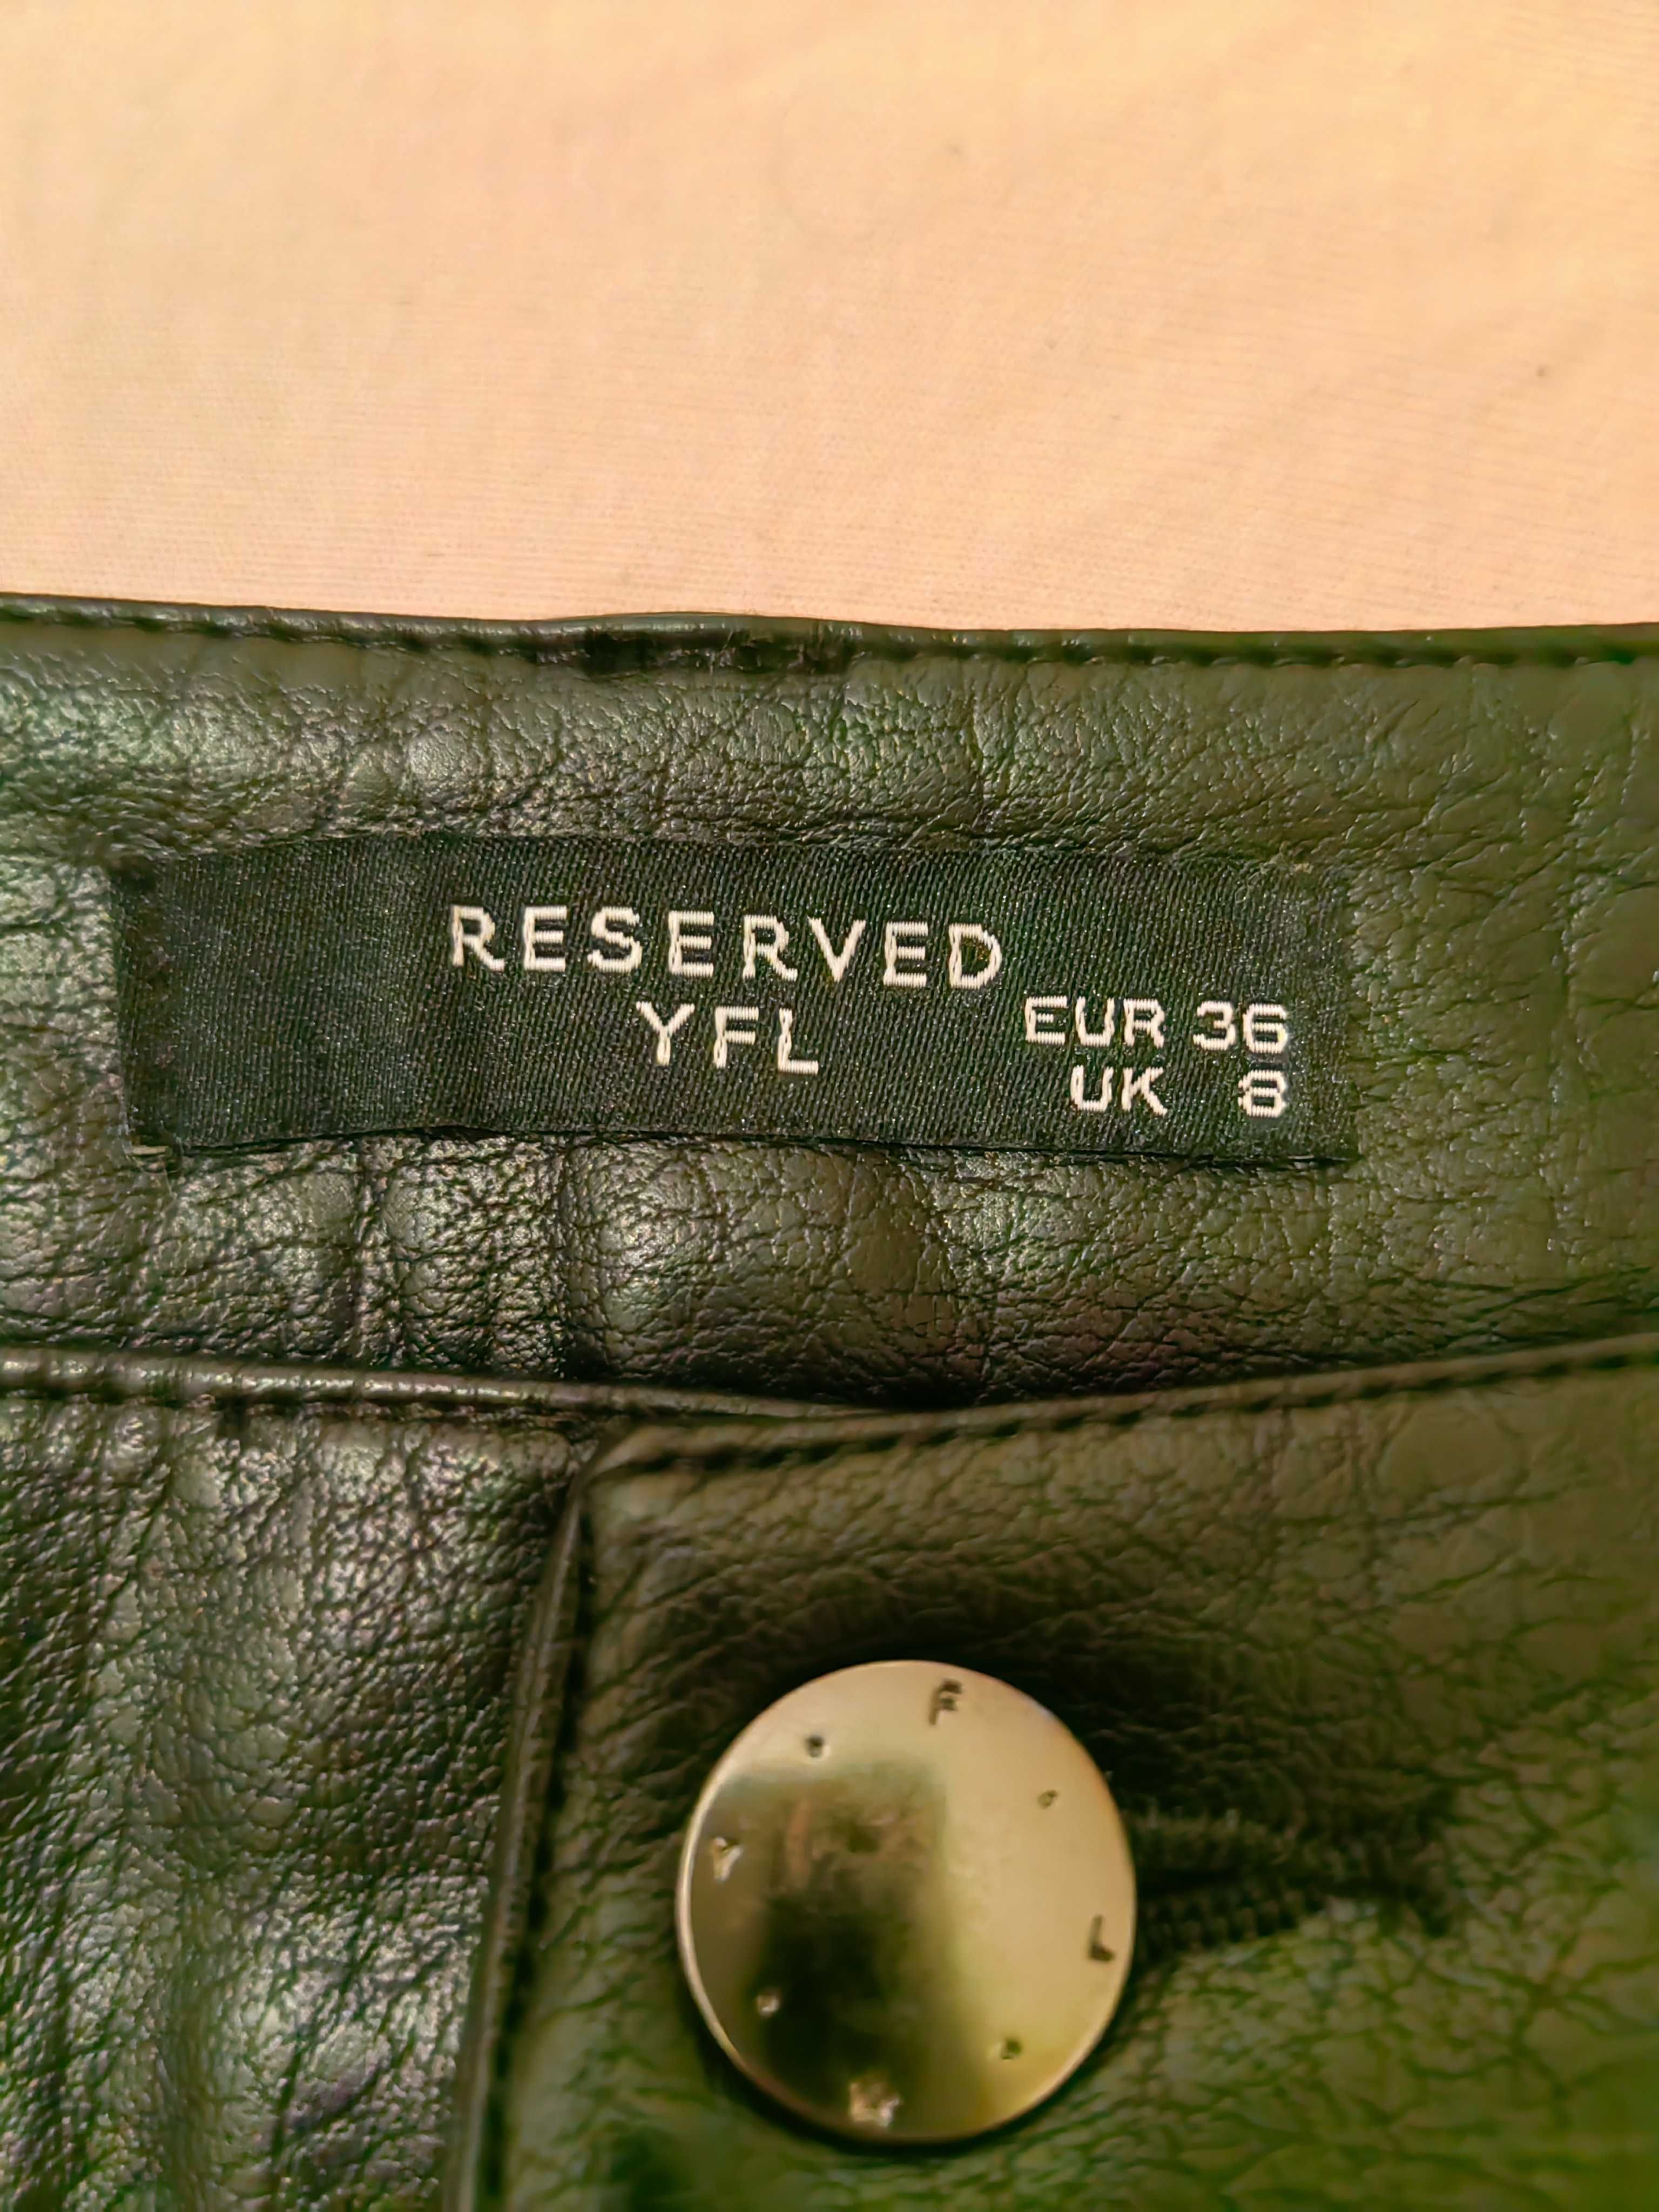 RESERVED
YFL
EUR 36
UK 8
Y F L